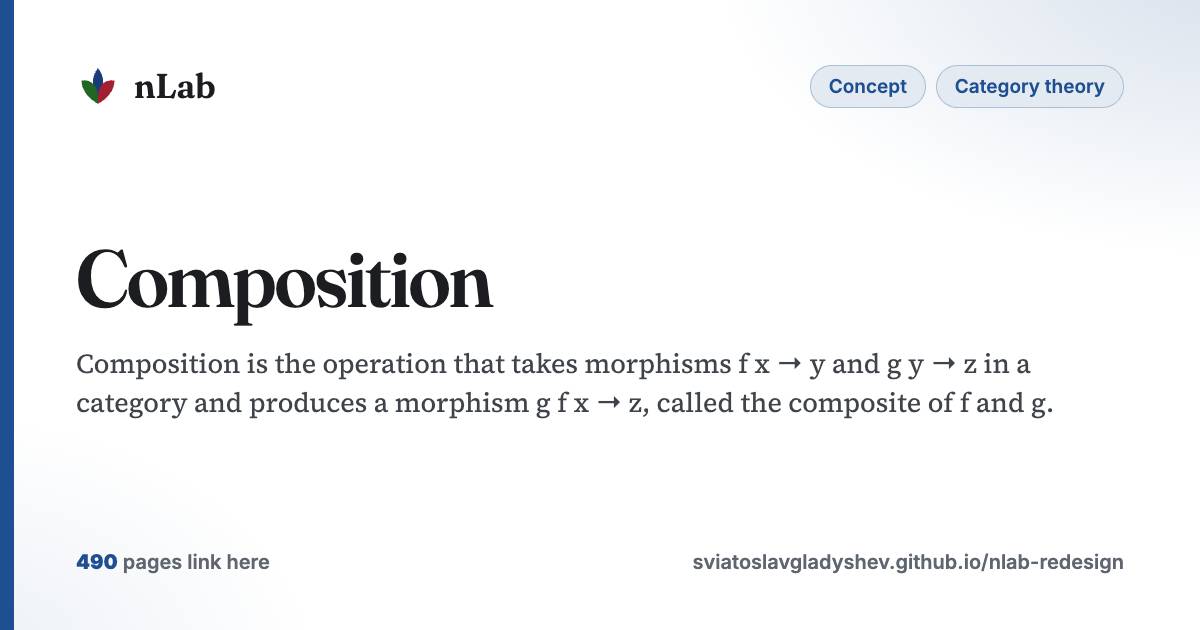 nLab
Concept
Category theory
Composition
Composition is the operation that takes morphisms f x → y and g y → z in a
category and produces a morphism g f x → z, called the composite of f and g.
490 pages link here
sviatoslavgladyshev.github.io/nlab-redesign